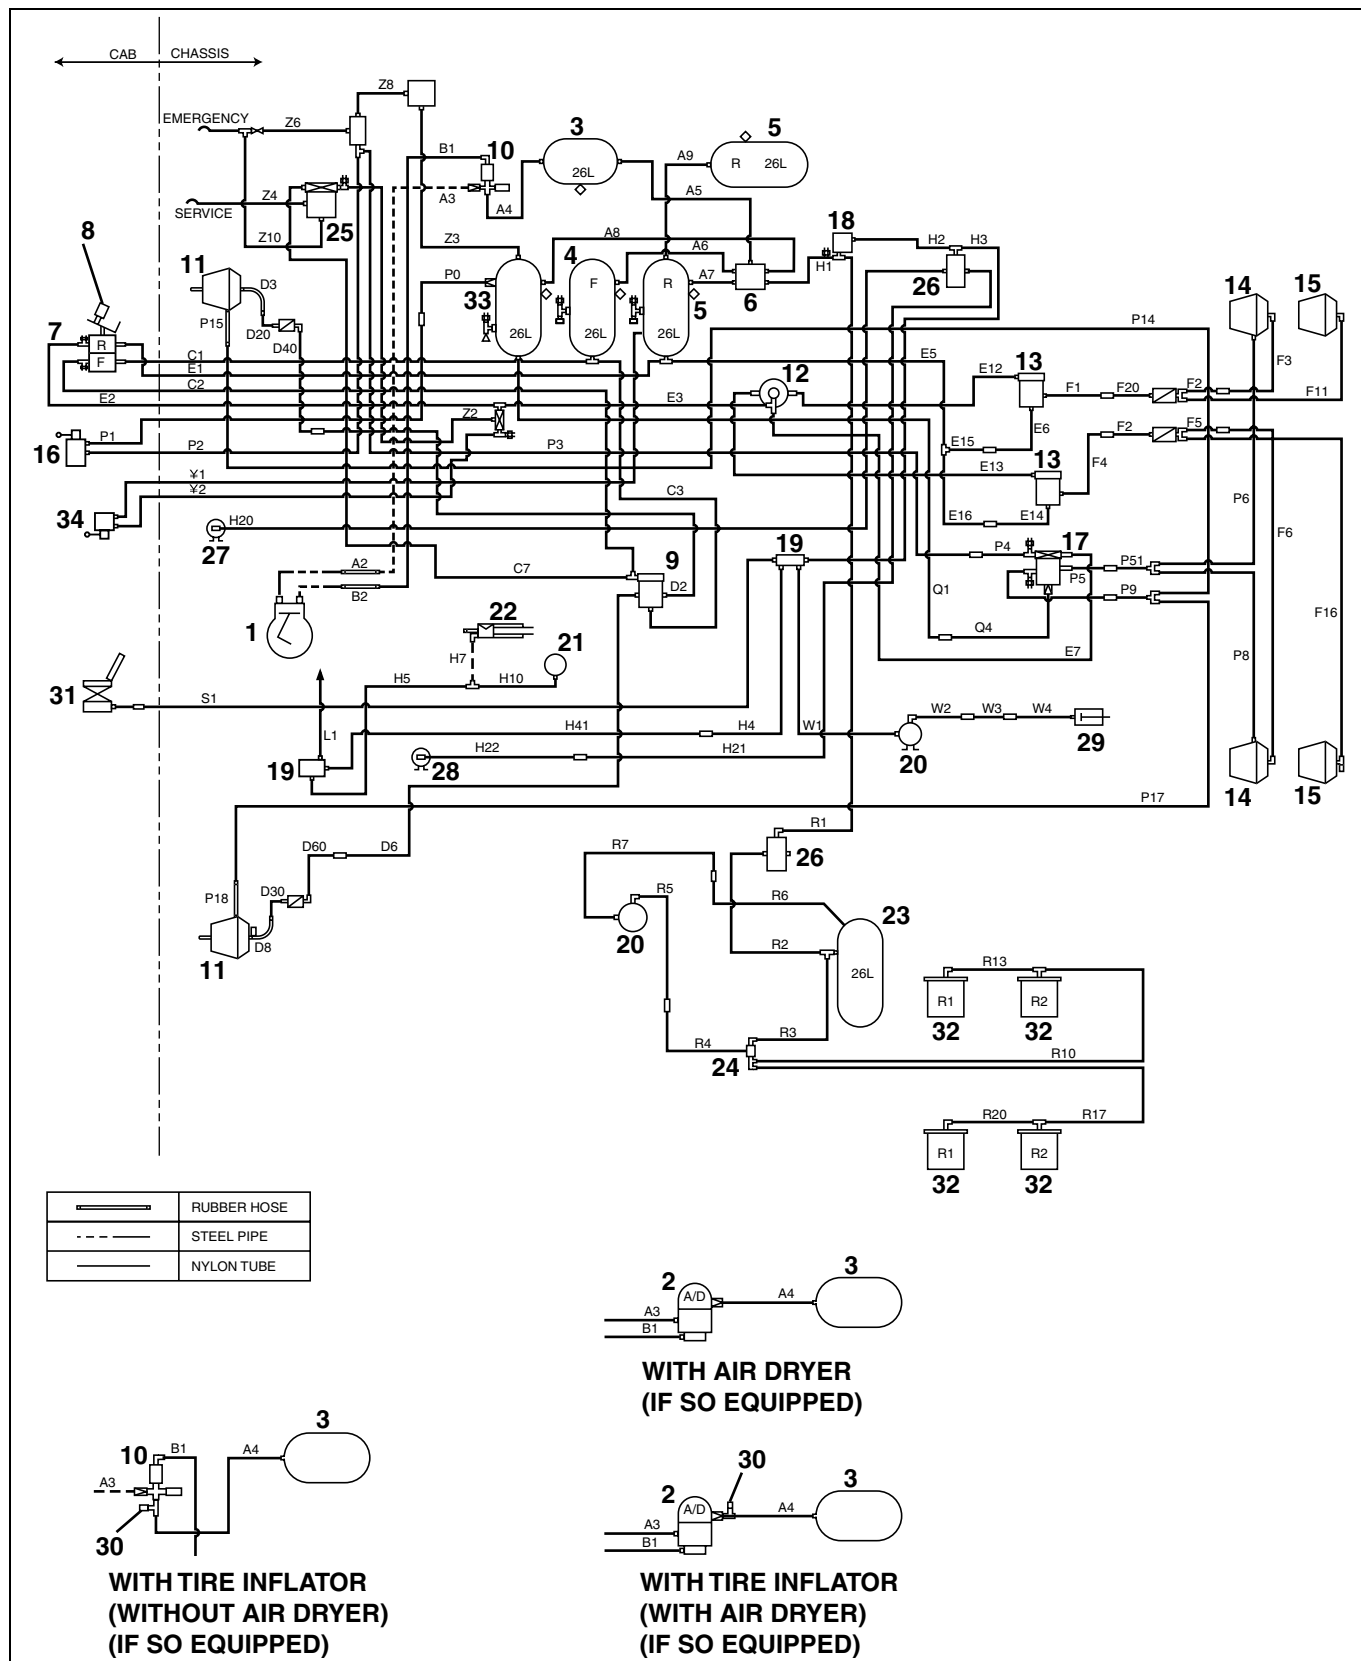 CAB CHASSIS
Z8
EMERGENCY Z6
B1 10 3 5
A9 R 26L
26L
A3 A4 A5
Z4
SERVICE
Z10 25
8 18
11 Z3 A8 4 A6 H2 H3
D3 P0 F R A7 H1
33 6 26 14 15
7 P15 D20 5
26L 26L 26L
D40 P14
R C1 E5 F3
F E1 12 E12 13
C2 F1 F20 F2
E2 E3 F11
Z2 E6
P1 F2 F5
16 P2 P3 E15
E13 13 F4
¥1
¥2 C3 P6
34 H20 E16 E14 F6
27 19 17
A2 9 P4
C7 D2 P5 P51
B2 P9
1 22 Q1
21 Q4 F16
H7 E7 P8
31 H5 H10
S1
L1 H41 H4 W1 W2 W3 W4
H22 H21 29
19 28 20
14 15
P17
R1
D60 D6 R7 26
P18 D30 R5 R6 23
20 R2
D8
11 26L
R13
R1 R2
R3 32 32
R4 24 R10
R20 R17
R1 R2
32 32
RUBBER HOSE
STEEL PIPE
NYLON TUBE
2 3
A/D A4
A3
B1
WITH AIR DRYER
(IF SO EQUIPPED)
3
10 B1 A4
A3
30
WITH TIRE INFLATOR
(WITHOUT AIR DRYER)
(IF SO EQUIPPED)
30
2 3
A/D A4
A3
B1
WITH TIRE INFLATOR
(WITH AIR DRYER)
(IF SO EQUIPPED)